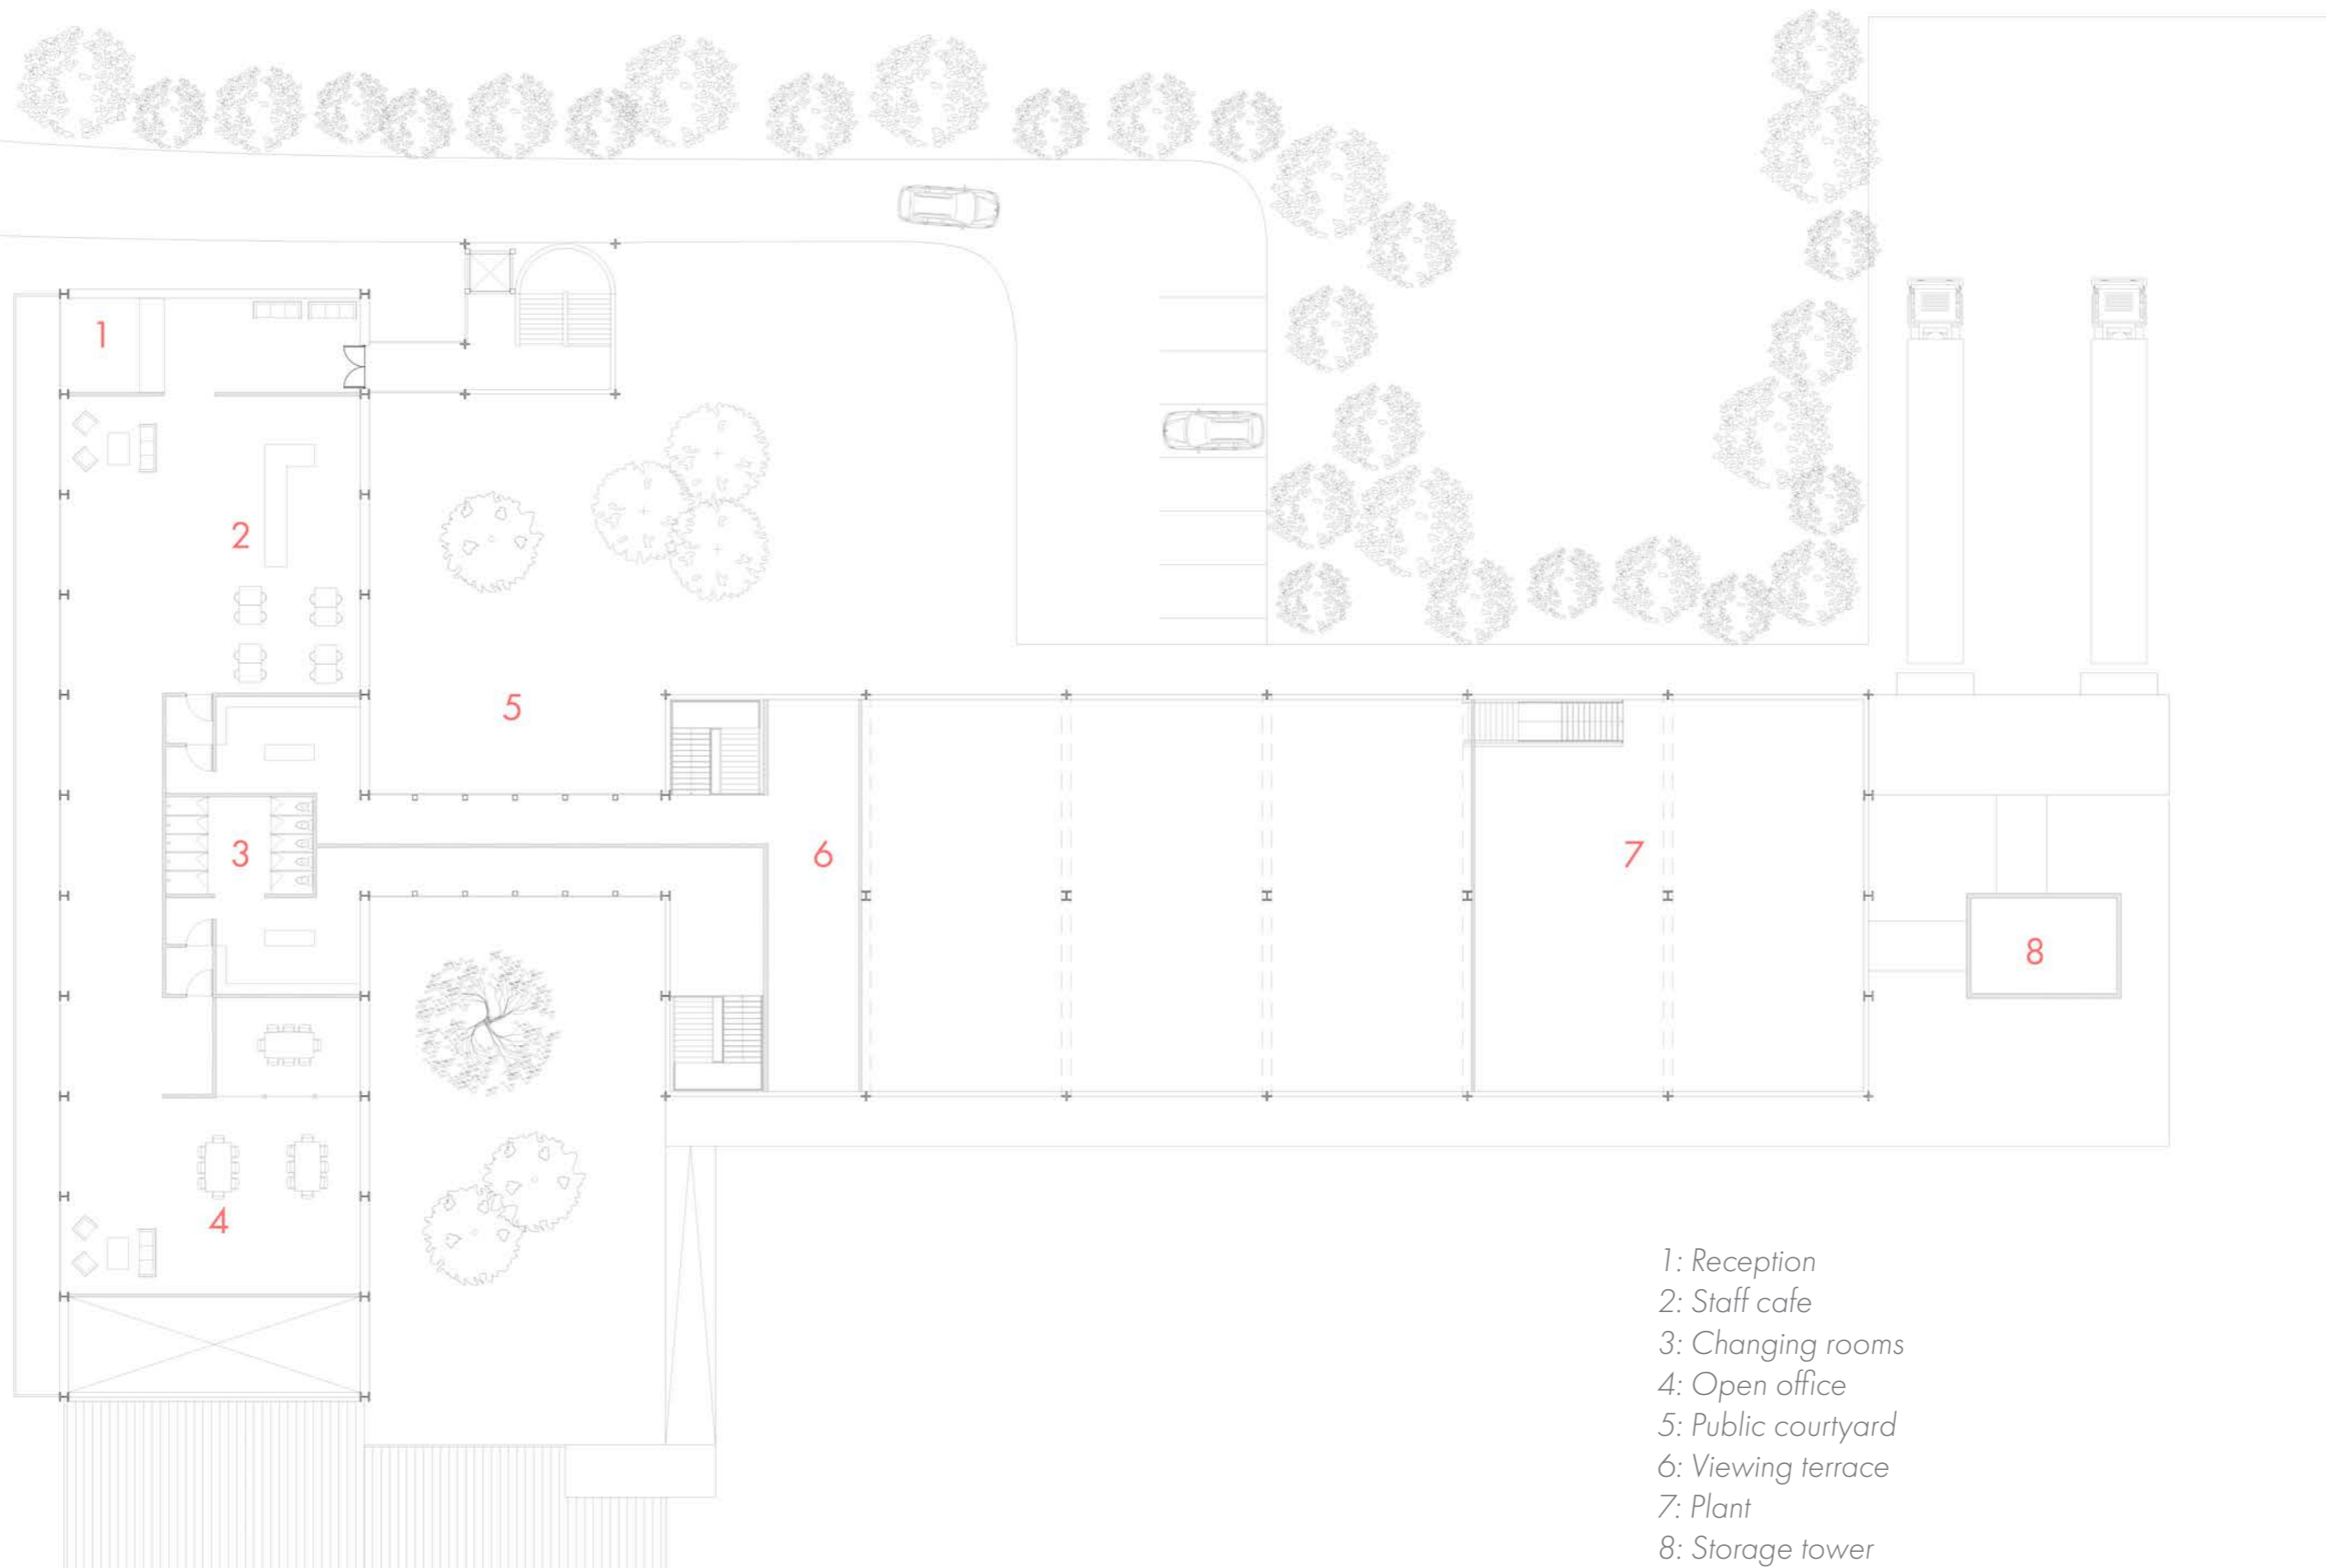 1
2
5
3
6
7
8
4
1: Reception
2: Staff cafe
3: Changing rooms
4: Open office
5: Public courtyard
6: Viewing terrace
7: Plant
8: Storage tower